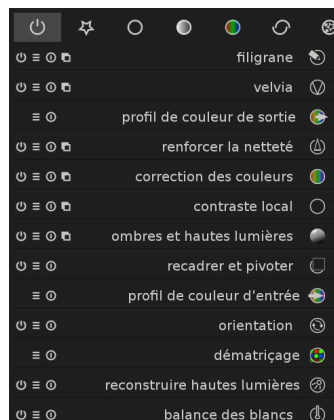 filigrane
velvia
profil de couleur de sortie
renforcer la netteté
correction des couleurs
contraste local
ombres et hautes lumières
recadrer et pivoter
profil de couleur d'entrée
orientation
dématriçage
reconstruire hautes lumières
balance des blancs